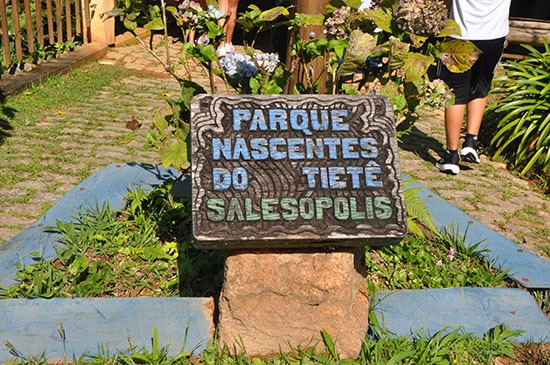 PARQUE
NASCENTES
DO TIETÊ
SALESÓPOLIS